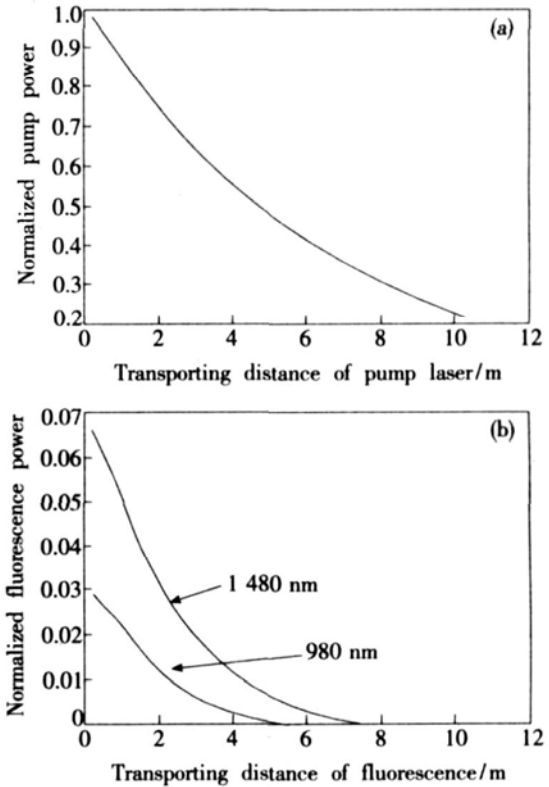 (a)
Normalized pump power
1.0
0.9
0.8
0.7
0.6
0.5
0.4
0.3
0.2
0 2 4 6 8 10 12
Transporting distance of pump laser/m
(b)
Normalized fluorescence power
0.07
0.06
0.05
0.04
0.03
0.02
0.01
0
1 480 nm
980 nm
0 2 4 6 8 10 12
Transporting distance of fluorescence/m